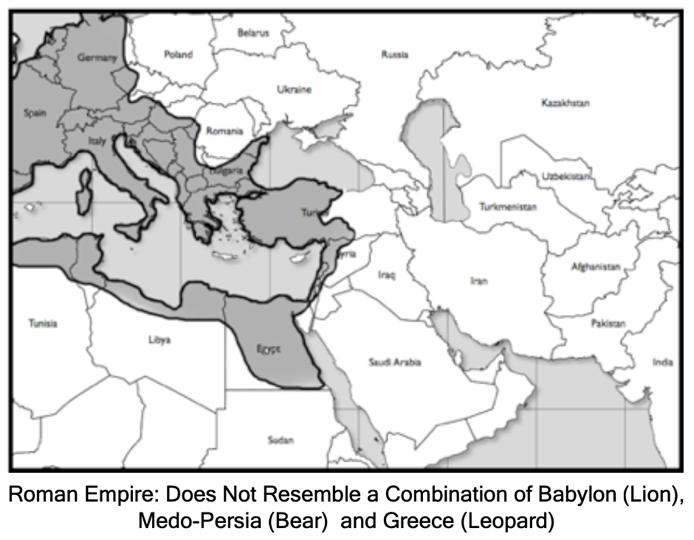 Belarus
Poland
Germany
Russia
Ukraine
Kazakhstan
Spain
Romania
Italy
Bulgaria
Uzbekistan
Turkmenistan
Syria
Iraq
Iran
Afghanistan
Tunisia
Libya
Egypt
Saudi Arabia
Pakistan
India
Sudan
Roman Empire: Does Not Resemble a Combination of Babylon (Lion),
Medo-Persia (Bear) and Greece (Leopard)